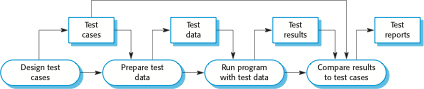 Test
cases
Test
data
Test
results
Test
reports
Design test
cases
Prepare test
data
Run program
with test data
Compare results
to test cases